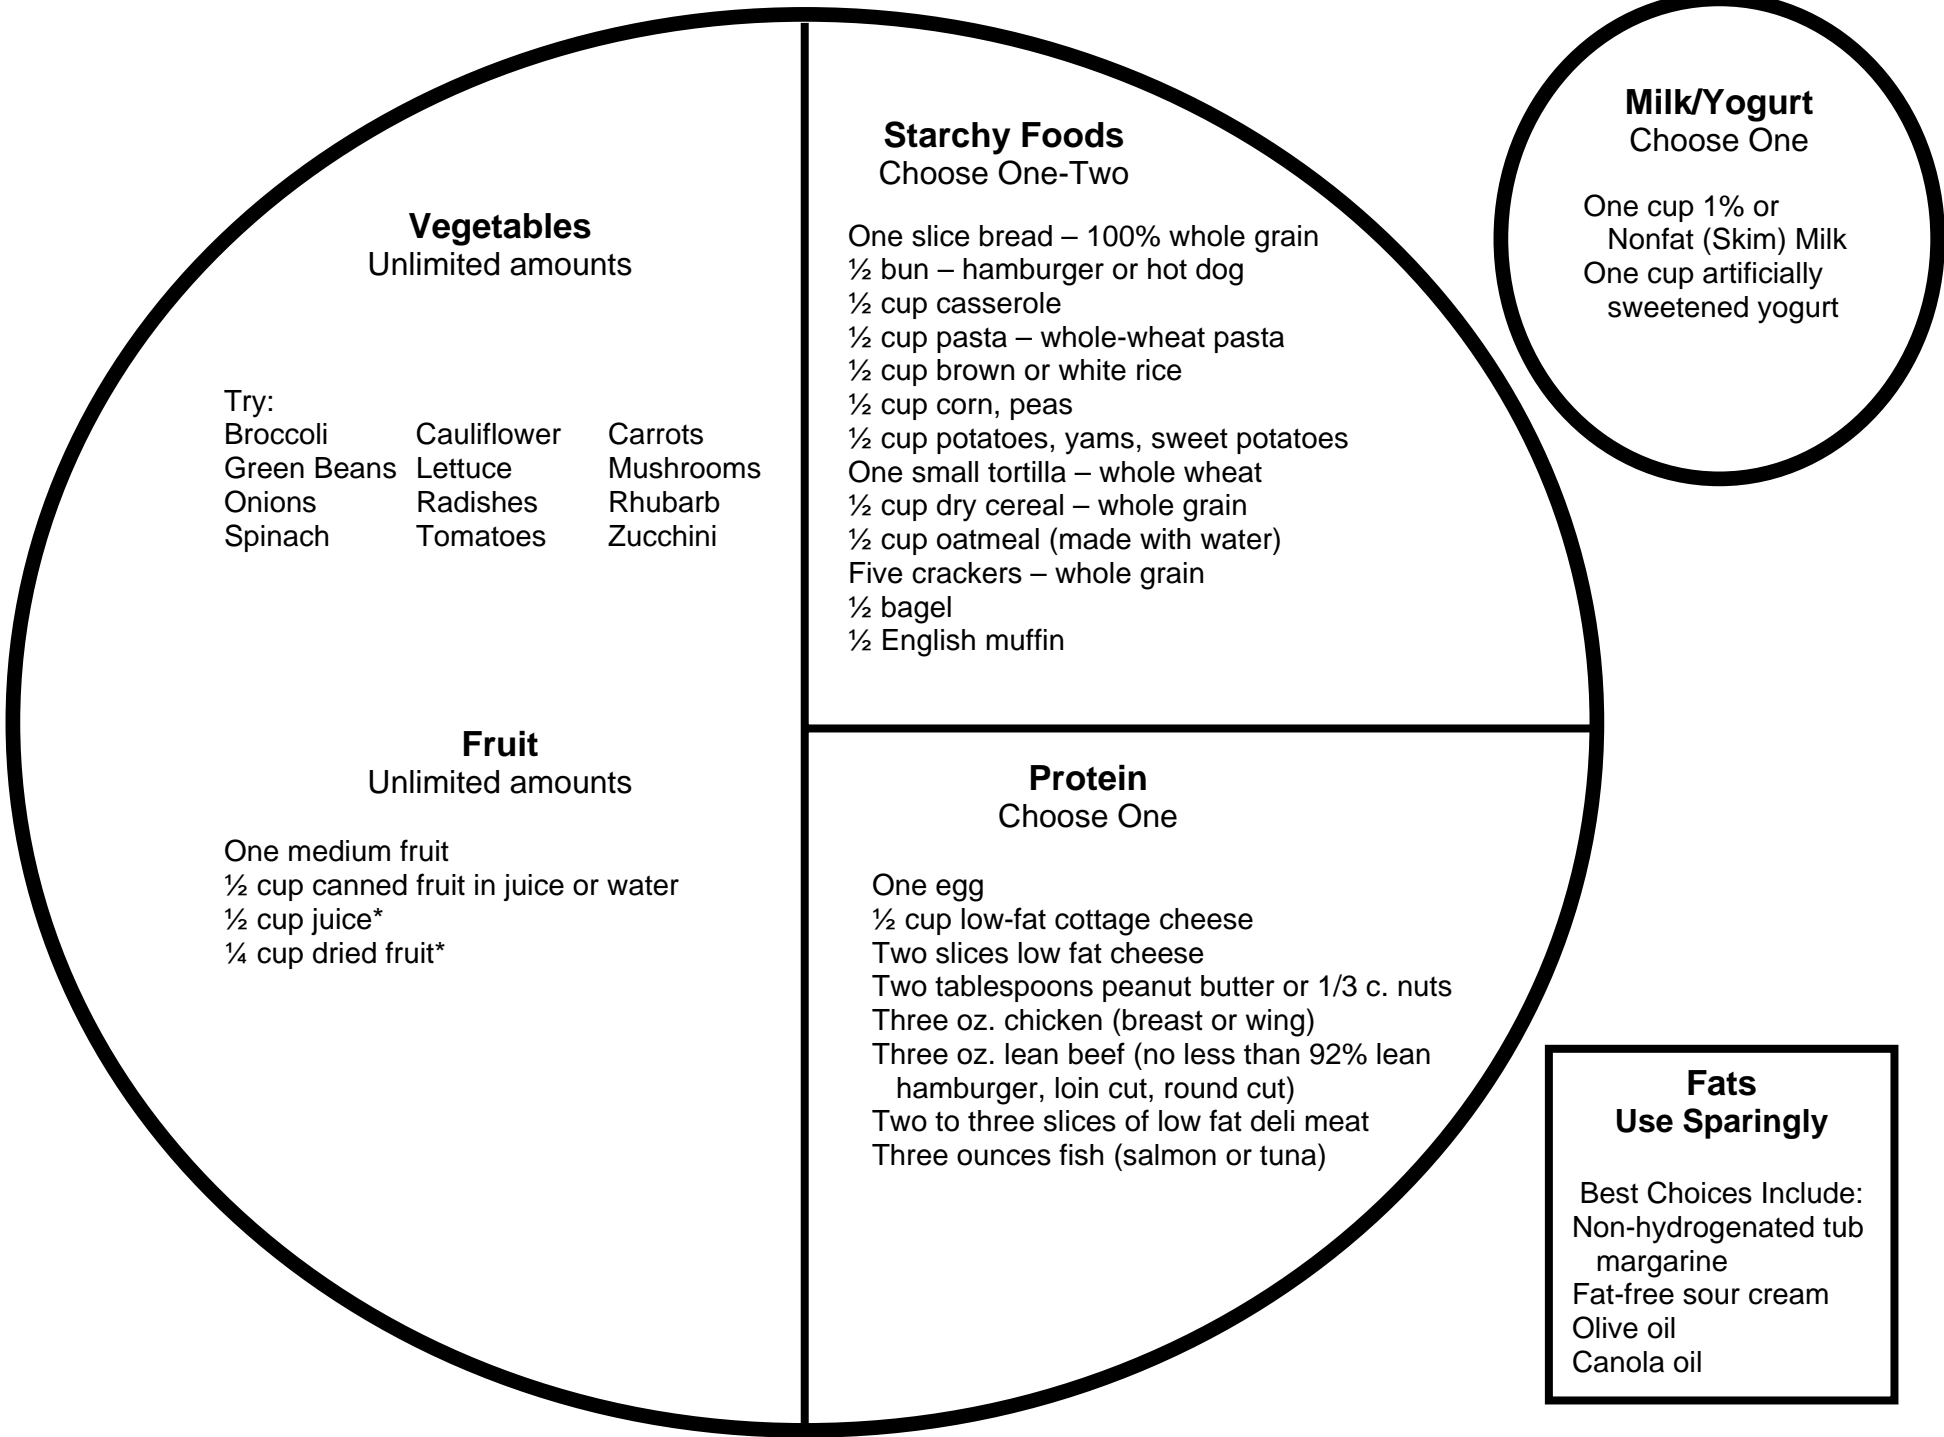 Vegetables
Unlimited amounts
Try:
Broccoli Cauliflower Carrots
Green Beans Lettuce Mushrooms
Onions Radishes Rhubarb
Spinach Tomatoes Zucchini
Fruit
Unlimited amounts
One medium fruit
½ cup canned fruit in juice or water
½ cup juice*
¼ cup dried fruit*
Starchy Foods
Choose One-Two
One slice bread – 100% whole grain
½ bun – hamburger or hot dog
½ cup casserole
½ cup pasta – whole-wheat pasta
½ cup brown or white rice
½ cup corn, peas
½ cup potatoes, yams, sweet potatoes
One small tortilla – whole wheat
½ cup dry cereal – whole grain
½ cup oatmeal (made with water)
Five crackers – whole grain
½ bagel
½ English muffin
Protein
Choose One
One egg
½ cup low-fat cottage cheese
Two slices low fat cheese
Two tablespoons peanut butter or 1/3 c. nuts
Three oz. chicken (breast or wing)
Three oz. lean beef (no less than 92% lean
hamburger, loin cut, round cut)
Two to three slices of low fat deli meat
Three ounces fish (salmon or tuna)
Milk/Yogurt
Choose One
One cup 1% or
Nonfat (Skim) Milk
One cup artificially
sweetened yogurt
Fats
Use Sparingly
Best Choices Include:
Non-hydrogenated tub
margarine
Fat-free sour cream
Olive oil
Canola oil